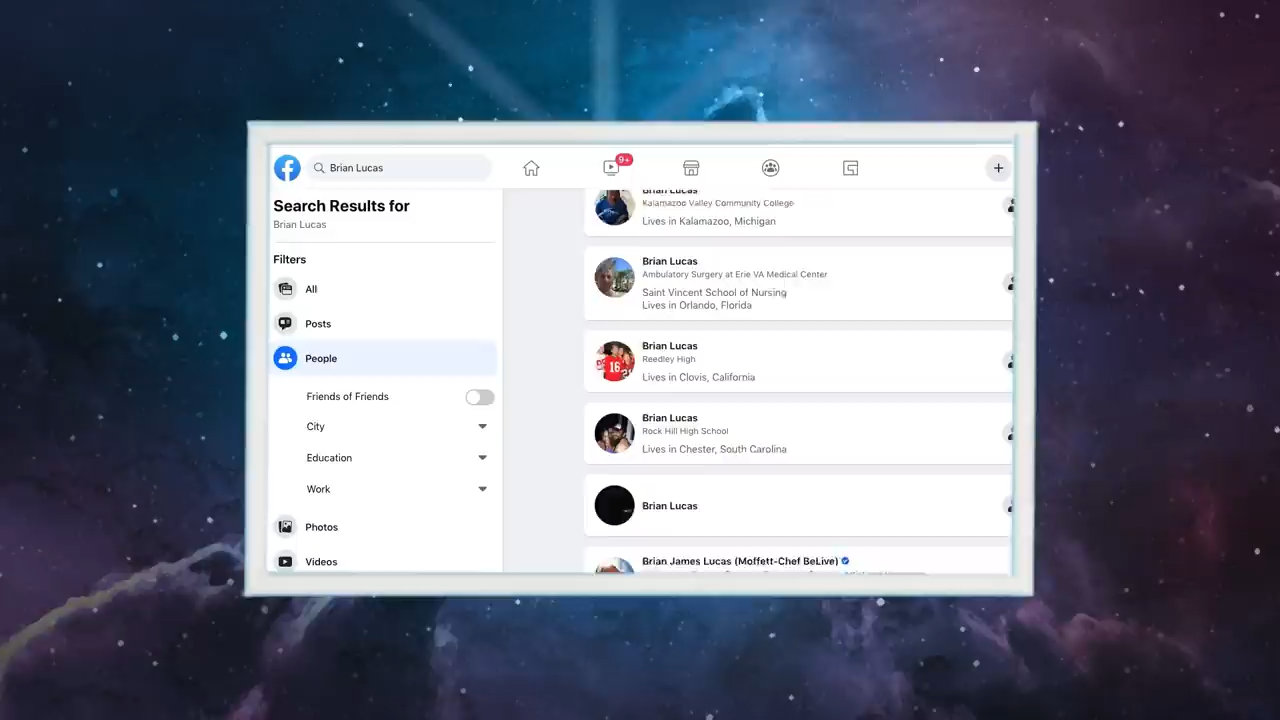 Brian Lucas
9+
Search Results for
Brian Lucas
Filters
All
Posts
People
Friends of Friends
City
Education
Work
Photos
Videos
Brian Lucas
Kalamazoo Valley Community College
Lives in Kalamazoo, Michigan
Brian Lucas
Ambulatory Surgery at Erie VA Medical Center
Saint Vincent School of Nursing
Lives in Orlando, Florida
Brian Lucas
Reedley High
Lives in Clovis, California
16
Brian Lucas
Rock Hill High School
Lives in Chester, South Carolina
Brian Lucas
Brian James Lucas (Moffett-Chef BeLive)